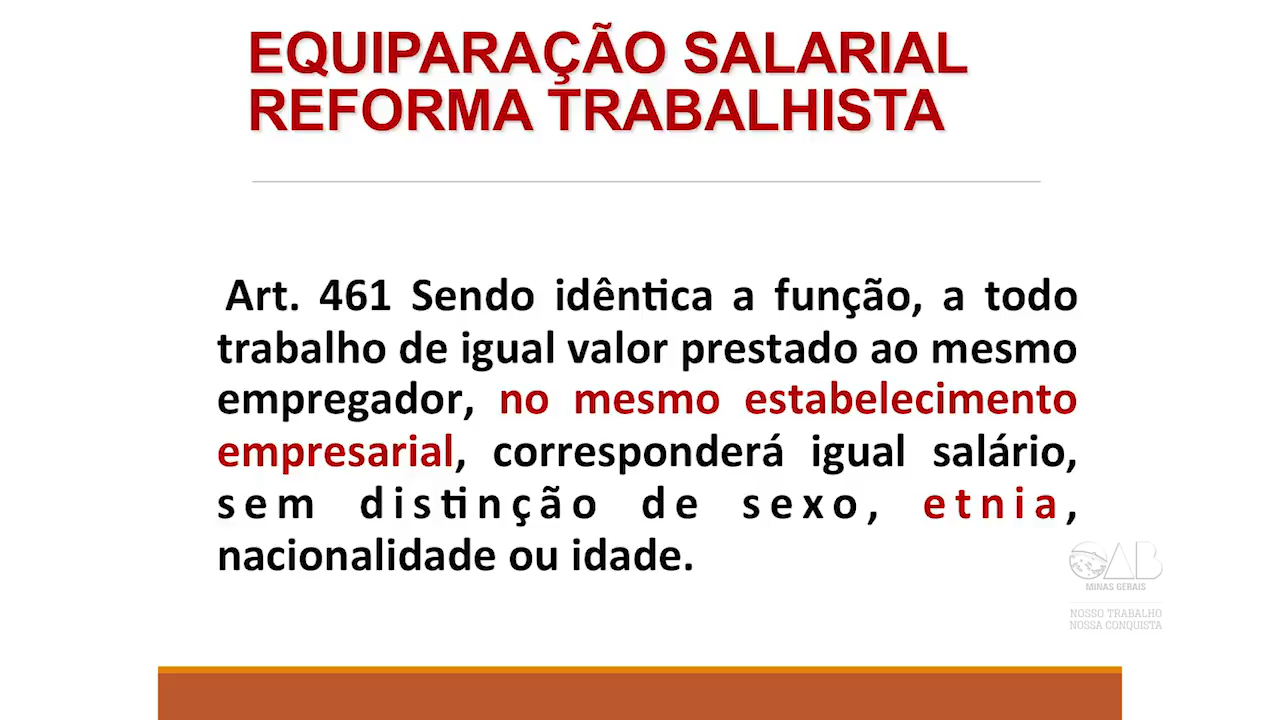 EQUIPARAÇÃO SALARIAL
REFORMA TRABALHISTA
Art. 461 Sendo idêntica a função, a todo
trabalho de igual valor prestado ao mesmo
empregador, no mesmo estabelecimento
empresarial, corresponderá igual salário,
sem distinção de sexo, etnia,
nacionalidade ou idade.
OAB
MINAS GERAIS
NOSSO TRABALHO
NOSSA CONQUISTA